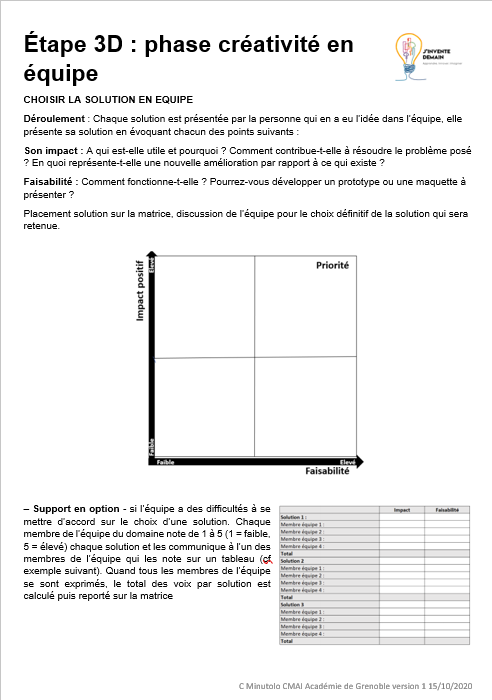 Étape 3D : phase créativité en
équipe
J'INVENTE
DEMAIN
CHOISIR LA SOLUTION EN EQUIPE
Déroulement : Chaque solution est présentée par la personne qui en a eu l'idée dans l'équipe, elle
présente sa solution en évoquant chacun des points suivants :
Son impact : A qui est-elle utile et pourquoi ? Comment contribue-t-elle à résoudre le problème posé
? En quoi représente-t-elle une nouvelle amélioration par rapport à ce qui existe ?
Faisabilité : Comment fonctionne-t-elle ? Pourrez-vous développer un prototype ou une maquette à
présenter ?
Placement solution sur la matrice, discussion de l'équipe pour le choix définitif de la solution qui sera
retenue.
Impact positif
Elevé
Priorité
Faible
Faible Elevé
Faisabilité
– Support en option - si l'équipe a des difficultés à se
mettre d'accord sur le choix d'une solution. Chaque
membre de l'équipe du domaine note de 1 à 5 (1 = faible,
5 = élevé) chaque solution et les communique à l'un des
membres de l'équipe qui les note sur un tableau (cf
exemple suivant). Quand tous les membres de l'équipe
se sont exprimés, le total des voix par solution est
calculé puis reporté sur la matrice
Impact Faisabilité
Solution 1 :
Membre équipe 1 :
Membre équipe 2 :
Membre équipe 3 :
Membre équipe 4 :
Total
Solution 2
Membre équipe 1 :
Membre équipe 2 :
Membre équipe 3 :
Membre équipe 4 :
Total
Solution 3
Membre équipe 1 :
Membre équipe 2 :
Membre équipe 3 :
Membre équipe 4 :
Total
C Minutolo CMAI Académie de Grenoble version 1 15/10/2020